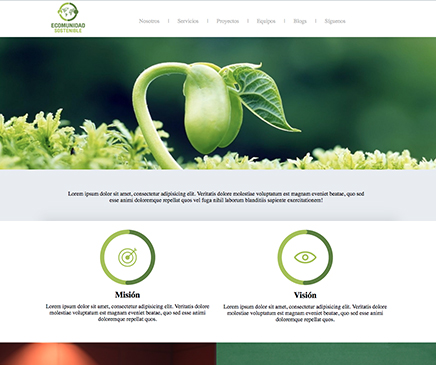 ECOMUNIDAD
SOSTENIBLE
Nosotros | Servicios | Proyectos | Equipos | Blogs | Síguenos
Lorem ipsum dolor sit amet, consectetur adipisicing elit. Veritatis dolore molestiae voluptatum est magnam eveniet beatae, quo sunt
esse animi doloremque repellat quos vel fuga nihil laborum blanditiis sapiente exercitationem!
Misión
Lorem ipsum dolor sit amet, consectetur adipisicing elit. Veritatis
dolore molestiae voluptatum est magnam eveniet beatae, quo sunt esse animi
doloremque repellat quos.
Visión
Lorem ipsum dolor sit amet, consectetur adipisicing elit. Veritatis
dolore molestiae voluptatum est magnam eveniet beatae, quo sunt esse animi
doloremque repellat quos.